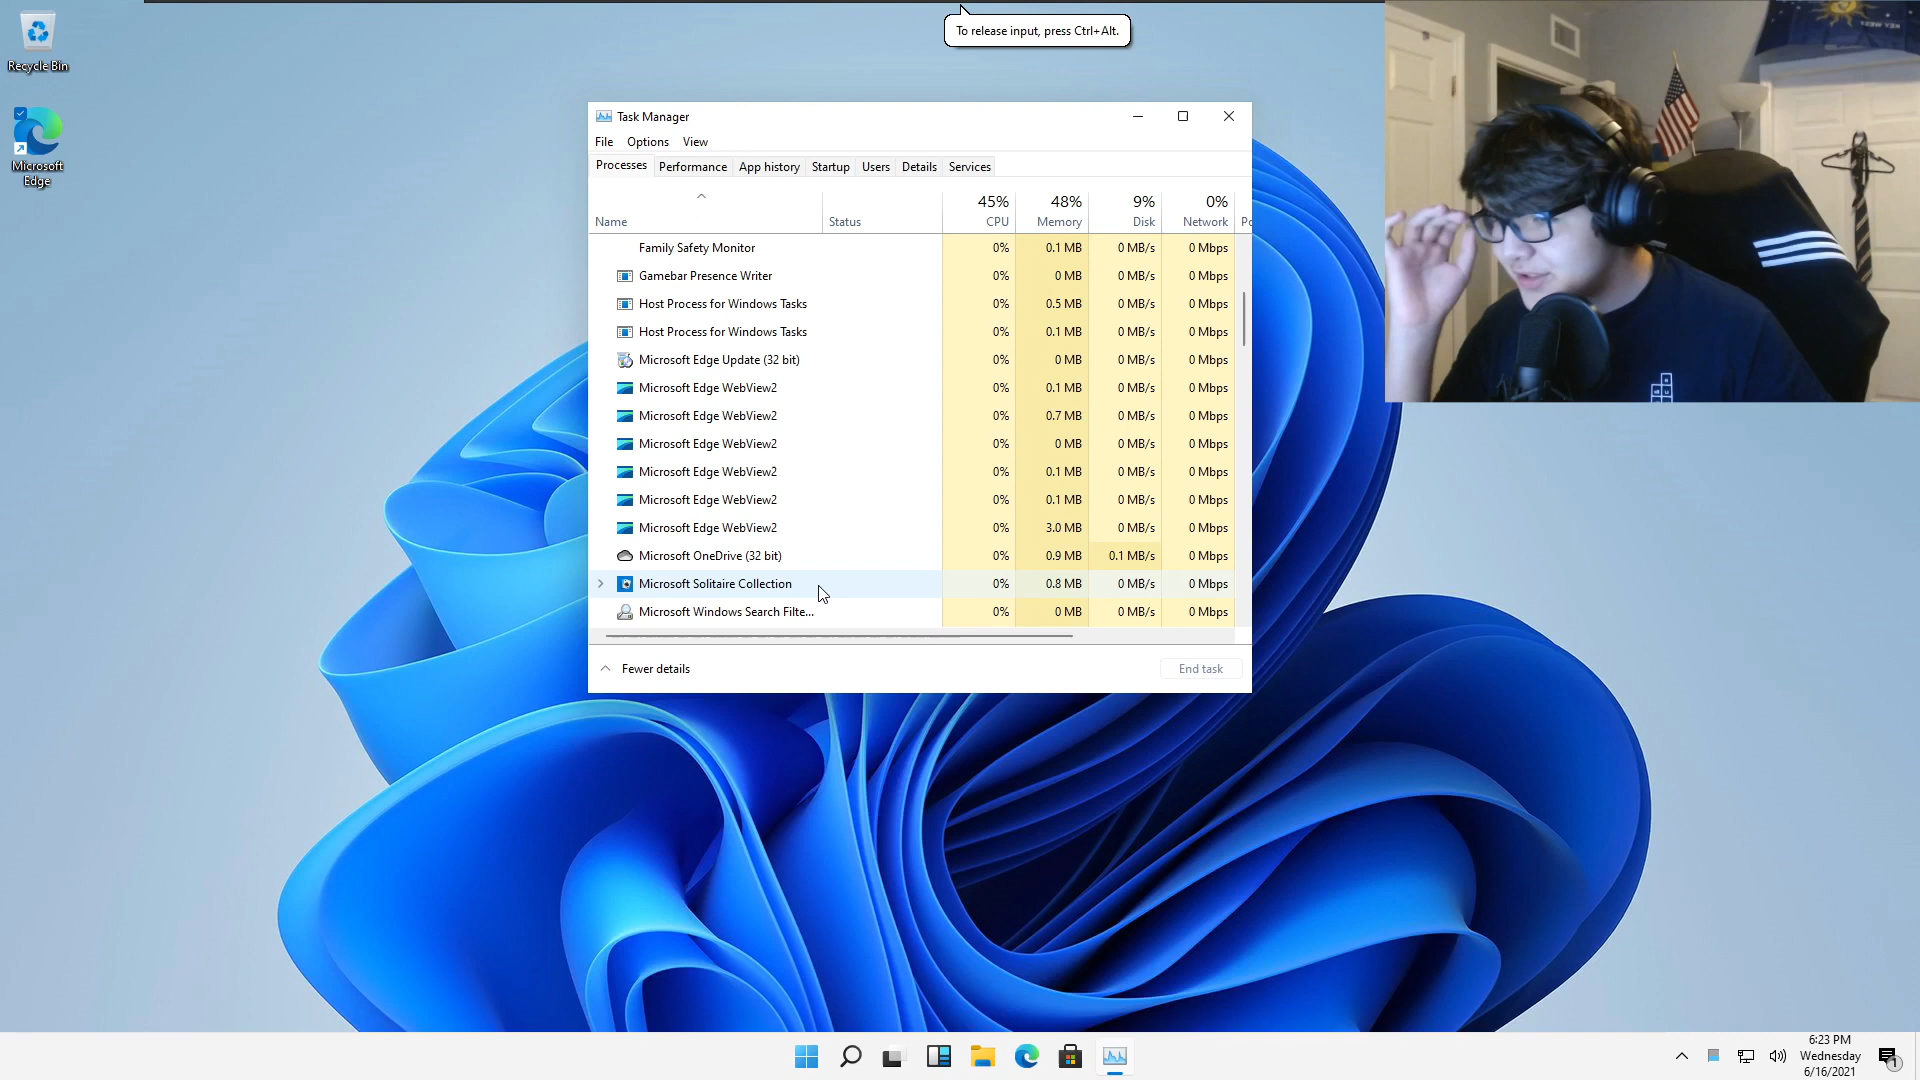 Recycle Bin
Microsoft Edge
To release input, press Ctrl+Alt.
KEY WEST
Task Manager
File Options View
Processes Performance App history Startup Users Details Services
45% 48% 9% 0%
Name Status CPU Memory Disk Network Po
Family Safety Monitor 0% 0.1 MB 0 MB/s 0 Mbps
Gamebar Presence Writer 0% 0 MB 0 MB/s 0 Mbps
Host Process for Windows Tasks 0% 0.5 MB 0 MB/s 0 Mbps
Host Process for Windows Tasks 0% 0.1 MB 0 MB/s 0 Mbps
Microsoft Edge Update (32 bit) 0% 0 MB 0 MB/s 0 Mbps
Microsoft Edge WebView2 0% 0.1 MB 0 MB/s 0 Mbps
Microsoft Edge WebView2 0% 0.7 MB 0 MB/s 0 Mbps
Microsoft Edge WebView2 0% 0 MB 0 MB/s 0 Mbps
Microsoft Edge WebView2 0% 0.1 MB 0 MB/s 0 Mbps
Microsoft Edge WebView2 0% 0.1 MB 0 MB/s 0 Mbps
Microsoft Edge WebView2 0% 3.0 MB 0 MB/s 0 Mbps
Microsoft OneDrive (32 bit) 0% 0.9 MB 0.1 MB/s 0 Mbps
Microsoft Solitaire Collection 0% 0.8 MB 0 MB/s 0 Mbps
Microsoft Windows Search Filte... 0% 0 MB 0 MB/s 0 Mbps
Fewer details End task
6:23 PM
Wednesday
6/16/2021
1